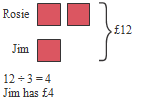 Rosie
£12
Jim
12 ÷ 3 = 4
Jim has £4